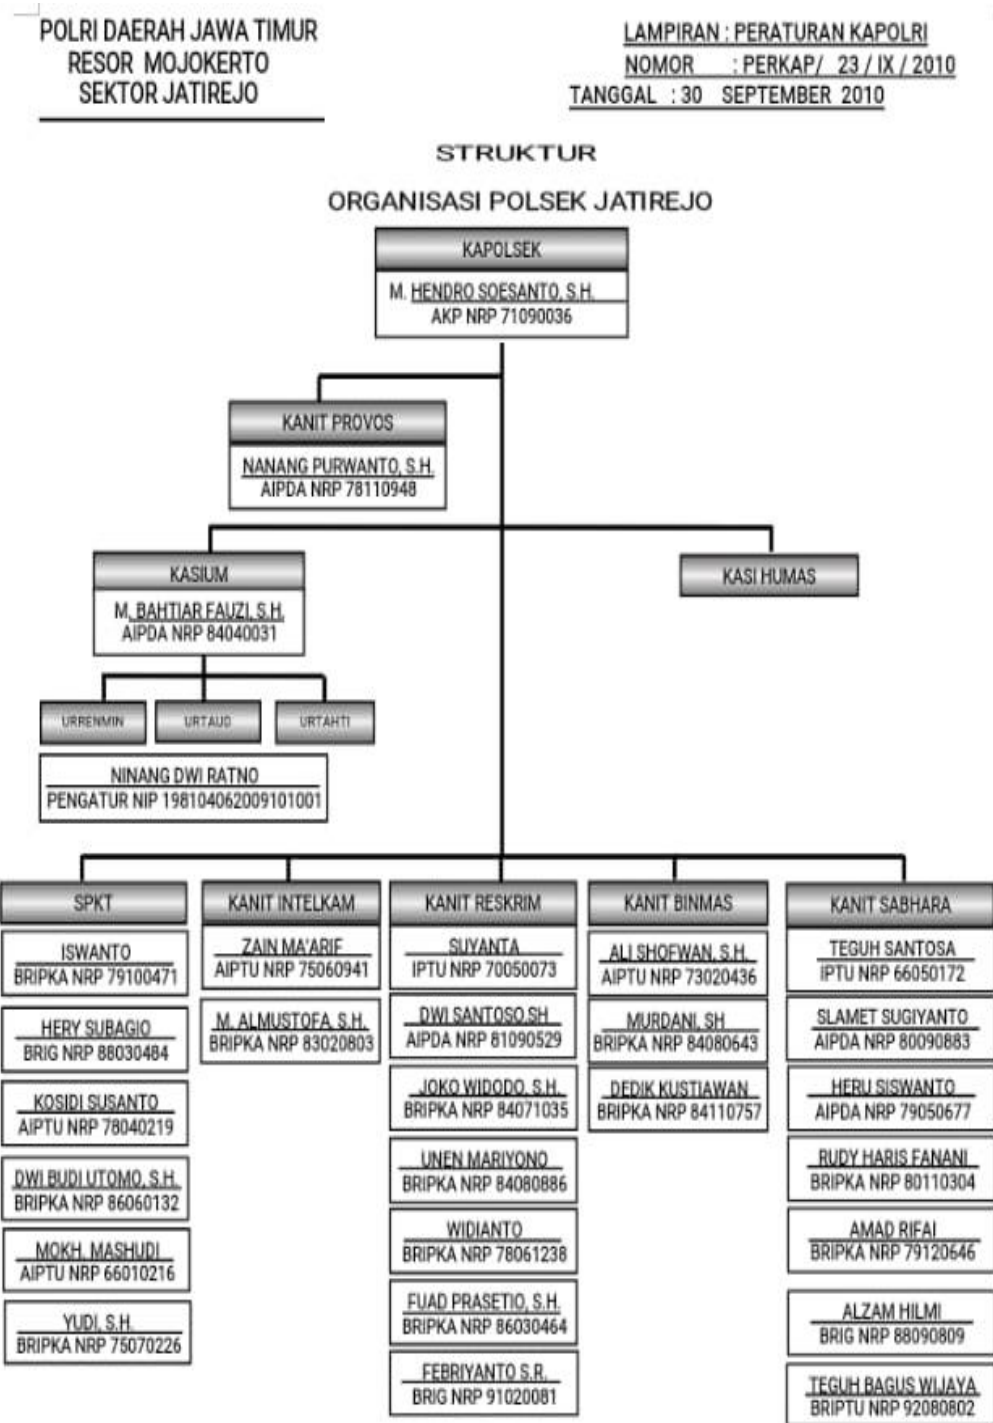 POLRI DAERAH JAWA TIMUR
RESOR MOJOKERTO
SEKTOR JATIREJO
LAMPIRAN : PERATURAN KAPOLRI
NOMOR : PERKAP/ 23 / IX / 2010
TANGGAL : 30 SEPTEMBER 2010
STRUKTUR
ORGANISASI POLSEK JATIREJO
KAPOLSEK
M. HENDRO SOESANTO, S.H.
AKP NRP 71090036
KANIT PROVOS
NANANG PURWANTO, S.H.
AIPDA NRP 78110948
KASIUM
M. BAHTIAR FAUZI, S.H.
AIPDA NRP 84040031
KASI HUMAS
URRENMIN
URTAUD
URTAHTI
NINANG DWI RATNO
PENGATUR NIP 198104062009101001
SPKT
ISWANTO
BRIPKA NRP 79100471
HERY SUBAGIO
BRIG NRP 88030484
KOSIDI SUSANTO
AIPTU NRP 78040219
DWI BUDI UTOMO, S.H.
BRIPKA NRP 86060132
MOKH. MASHUDI
AIPTU NRP 66010216
YUDI, S.H.
BRIPKA NRP 75070226
KANIT INTELKAM
ZAIN MA'ARIF
AIPTU NRP 75060941
M. ALMUSTOFA, S.H.
BRIPKA NRP 83020803
KANIT RESKRIM
SUYANTA
IPTU NRP 70050073
DWI SANTOSO,SH
AIPDA NRP 81090529
JOKO WIDODO, S.H.
BRIPKA NRP 84071035
UNEN MARIYONO
BRIPKA NRP 84080886
WIDIANTO
BRIPKA NRP 78061238
FUAD PRASETIO, S.H.
BRIPKA NRP 86030464
FEBRIYANTO S.R.
BRIG NRP 91020081
KANIT BINMAS
ALI SHOFWAN, S.H.
AIPTU NRP 73020436
MURDANI, SH
BRIPKA NRP 84080643
DEDIK KUSTIAWAN
BRIPKA NRP 84110757
KANIT SABHARA
TEGUH SANTOSA
IPTU NRP 66050172
SLAMET SUGIYANTO
AIPDA NRP 80090883
HERU SISWANTO
AIPDA NRP 79050677
RUDY HARIS FANANI
BRIPKA NRP 80110304
AMAD RIFAI
BRIPKA NRP 79120646
ALZAM HILMI
BRIG NRP 88090809
TEGUH BAGUS WIJAYA
BRIPTU NRP 92080802